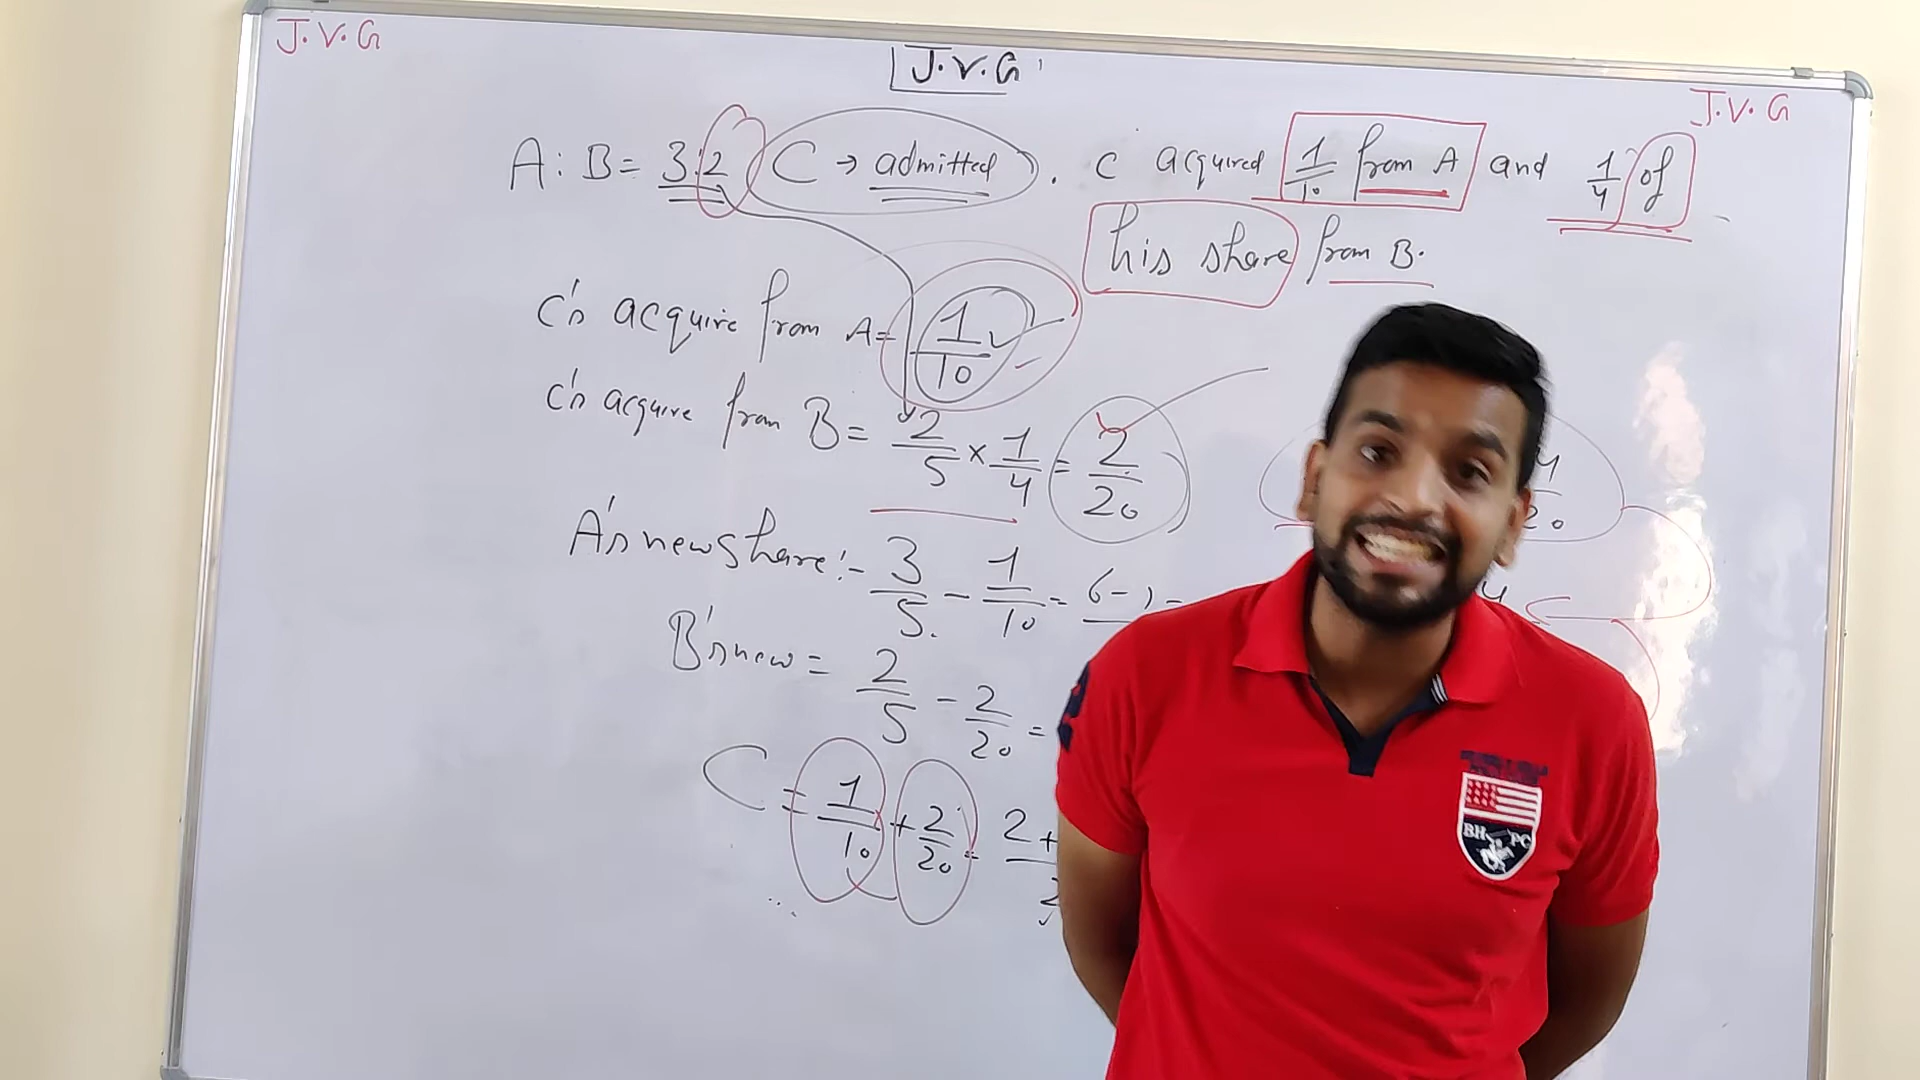 J.V.G
J.V.G
J.V.G
A : B = 3:2 C → admitted. C acquired 1/10 from A and 1/4 of
his share from B.
C's acquire from A = 1/10
C's acquire from B = 2/5 × 1/4 = 2/20
A's new share :- 3/5 - 1/10 = 6-1
B's new = 2/5 - 2/20 =
C = 1/10 + 2/20 = 2+
BH PC